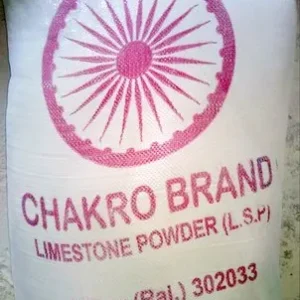 CHAKRO BRAND
LIMESTONE POWDER (L.S.P)
(Raj.) 302033